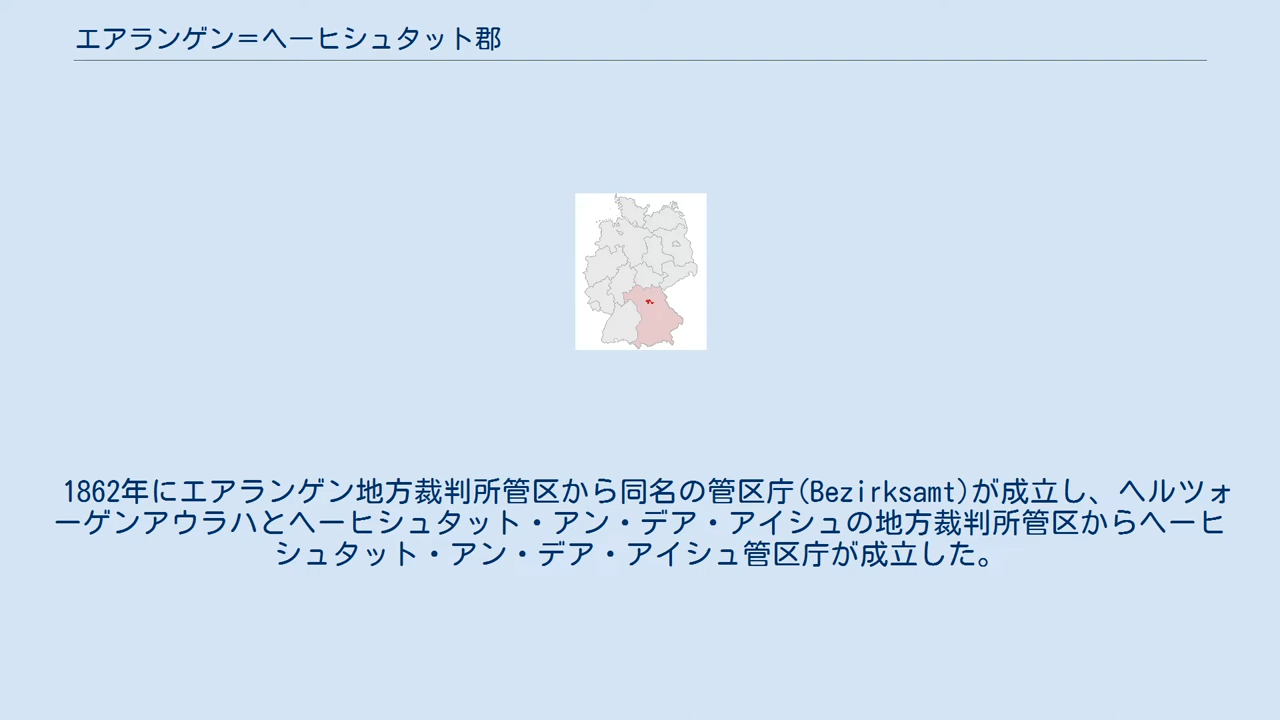 エアランゲン＝ヘーヒシュタット郡
1862年にエアランゲン地方裁判所管区から同名の管区庁(Bezirksamt)が成立し、ヘルツォ
ーゲンアウラハとヘーヒシュタット・アン・デア・アイシュの地方裁判所管区からヘーヒ
シュタット・アン・デア・アイシュ管区庁が成立した。